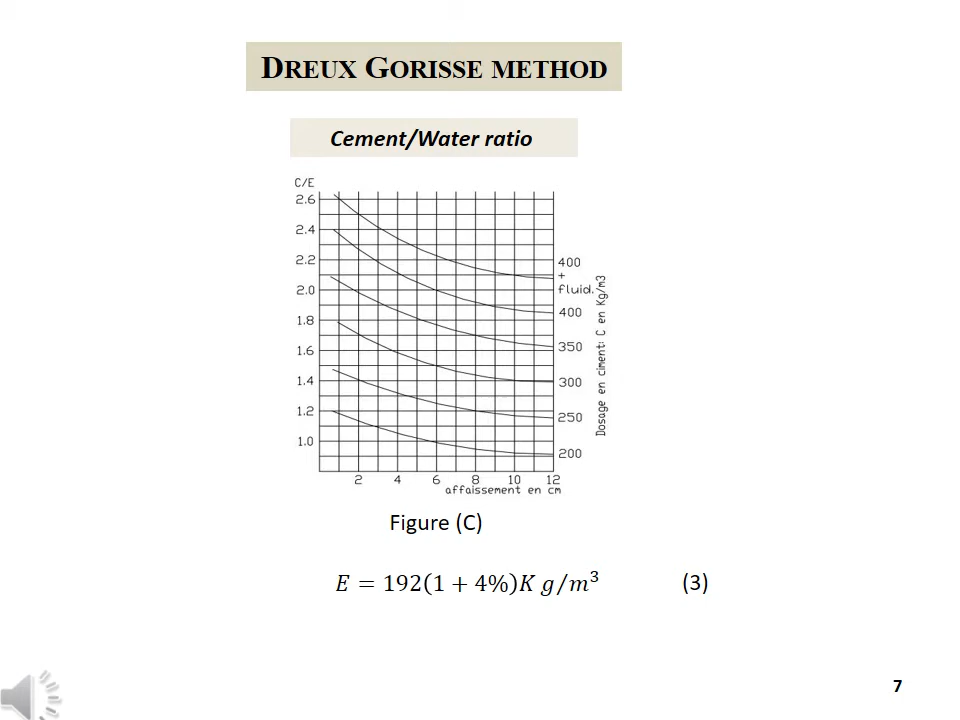 DREUX GORISSE METHOD
Cement/Water ratio
C/E
2.6
2.4
2.2
2.0
1.8
1.6
1.4
1.2
1.0
400
+
fluid.
400
350
300
250
200
Dosage en ciment: C en Kg/m3
2 4 6 8 10 12
affaissement en cm
Figure (C)
E = 192(1 + 4%)K g/m³ (3)
7